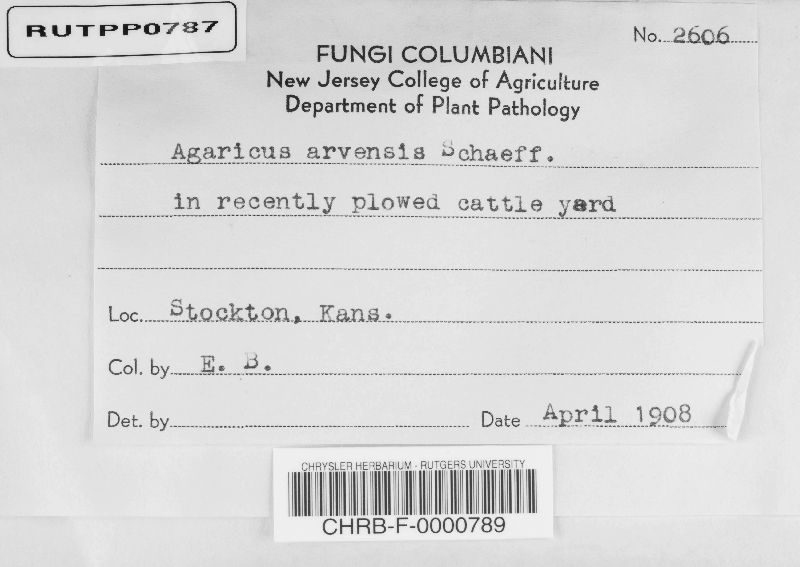 RUTPP0787
No. 2606
FUNGI COLUMBIANI
New Jersey College of Agriculture
Department of Plant Pathology
Agaricus arvensis Schaeff.
in recently plowed cattle yard
Loc. Stockton, Kans.
Col. by E. B.
Det. by
Date April 1908
CHRYSLER HERBARIUM - RUTGERS UNIVERSITY
CHRB-F-0000789